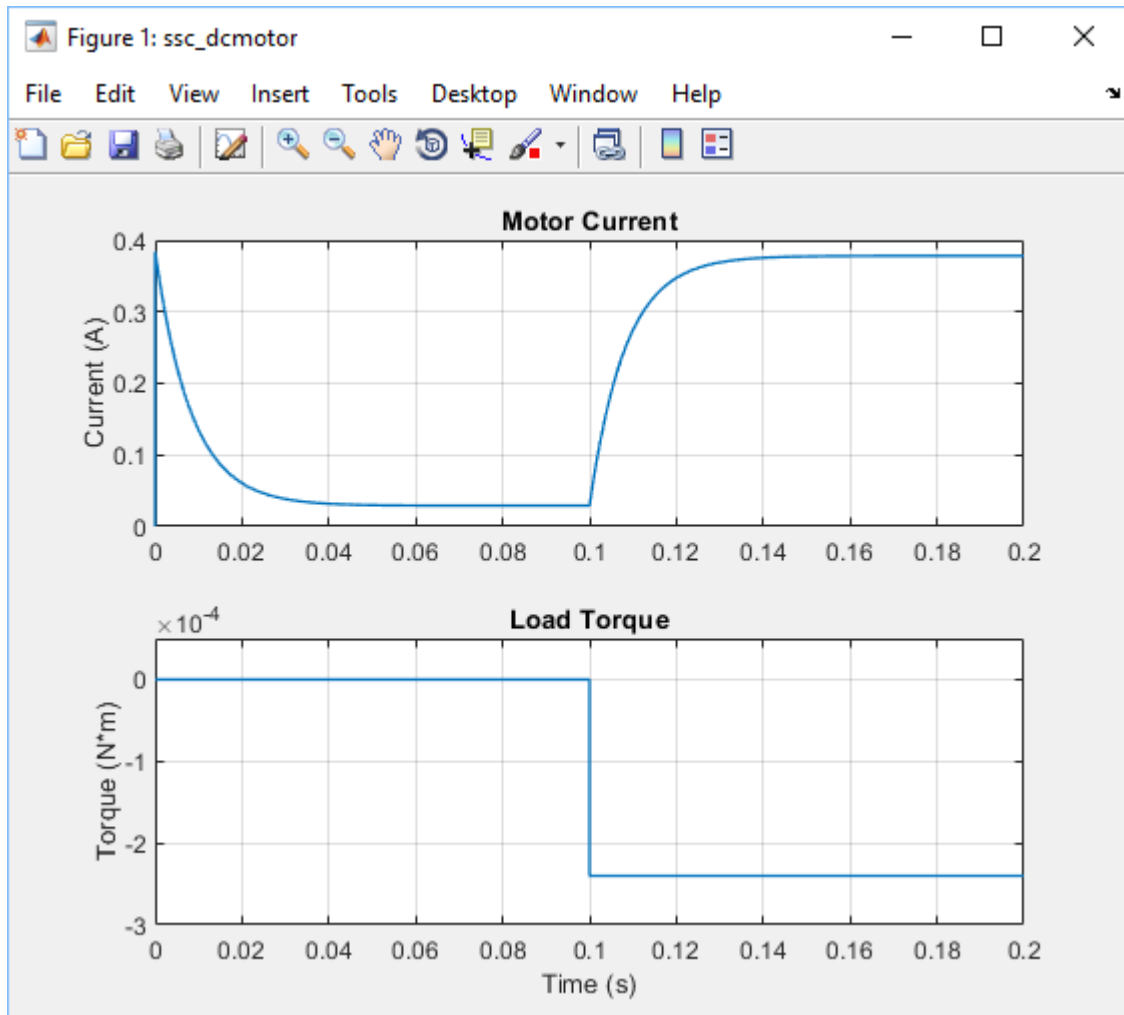 Figure 1: ssc_dcmotor
File Edit View Insert Tools Desktop Window Help
Motor Current
Current (A)
0.4
0.3
0.2
0.1
0
0 0.02 0.04 0.06 0.08 0.1 0.12 0.14 0.16 0.18 0.2
×10-4
Load Torque
Torque (N*m)
0
-1
-2
-3
0 0.02 0.04 0.06 0.08 0.1 0.12 0.14 0.16 0.18 0.2
Time (s)